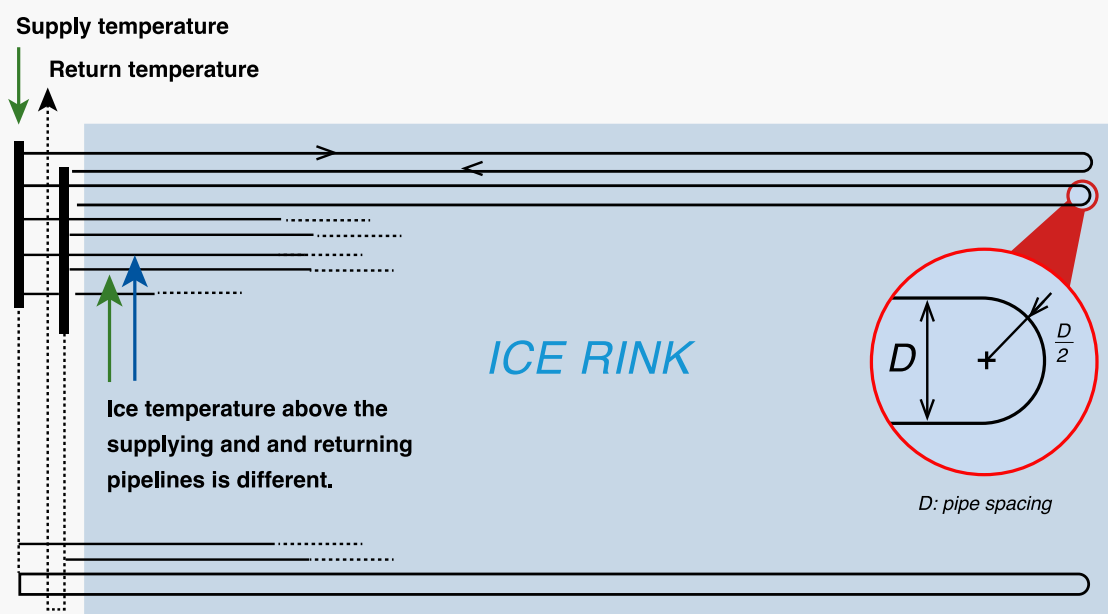 Supply temperature
Return temperature
ICE RINK
D
D
2
Ice temperature above the
supplying and and returning
pipelines is different.
D: pipe spacing